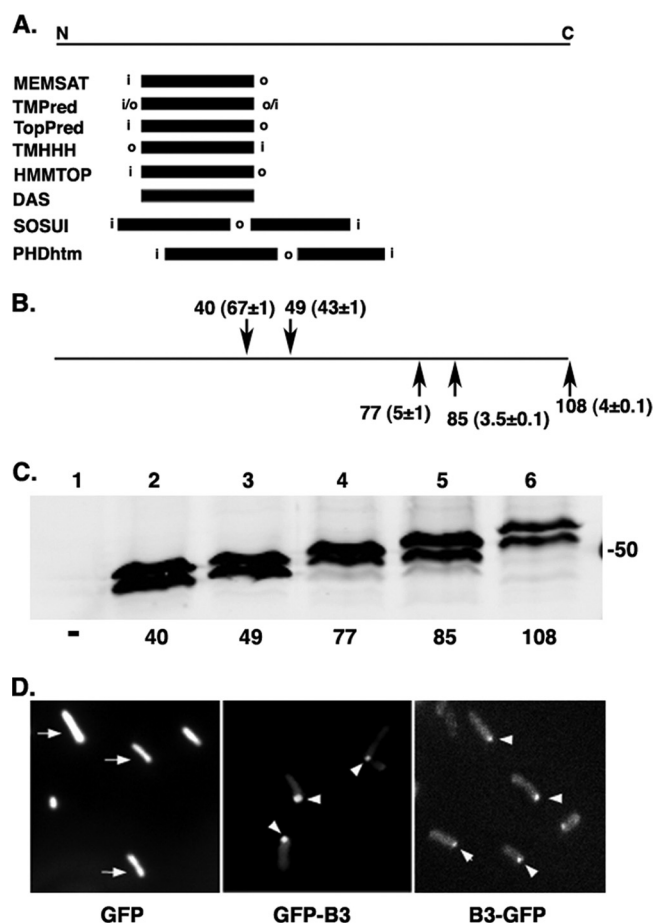 A.
N C
MEMSAT i o
TMPred i/o o/i
TopPred i o
TMHHH o i
HMMTOP i o
DAS
SOSUI i o i
PHDhtm i o i
B.
40 (67±1) 49 (43±1)
77 (5±1) 85 (3.5±0.1) 108 (4±0.1)
C.
1 2 3 4 5 6
-50
- 40 49 77 85 108
D.
GFP GFP-B3 B3-GFP